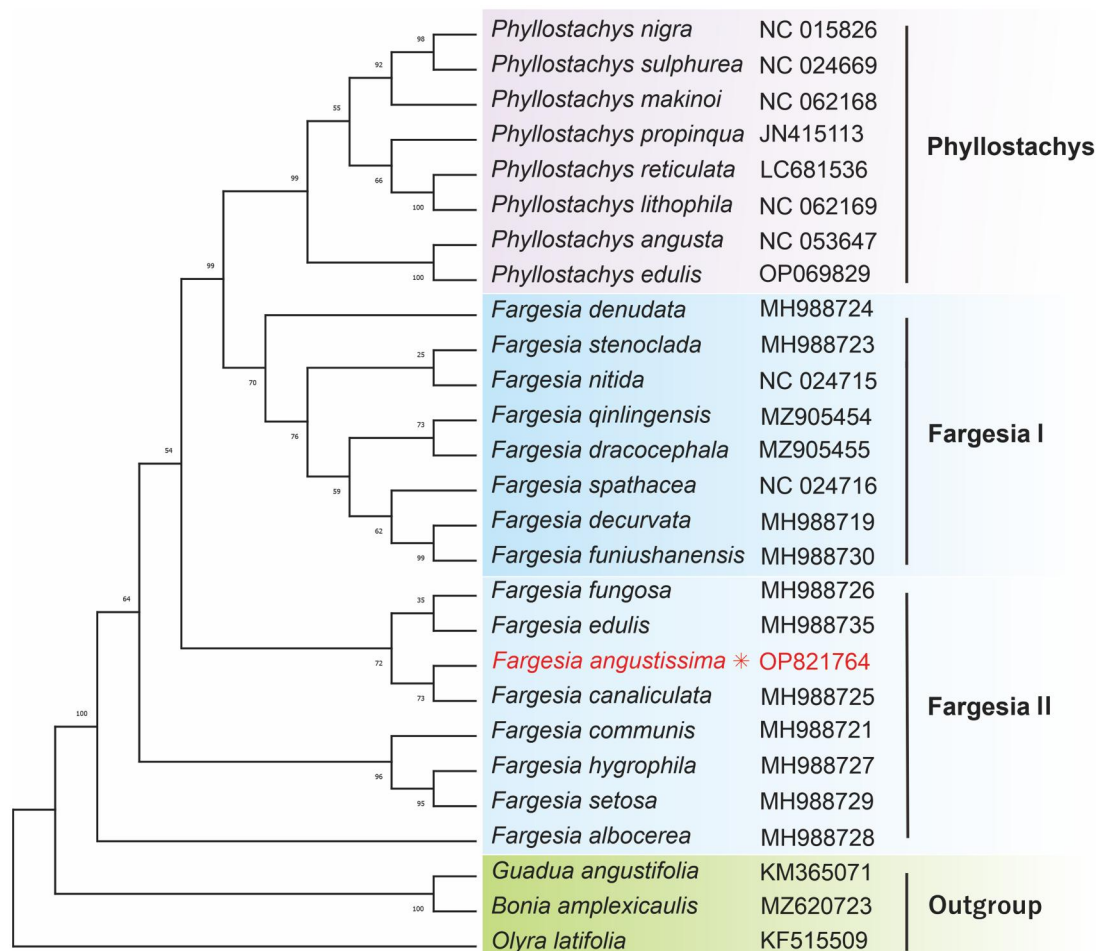 98
Phyllostachys nigra NC 015826
Phyllostachys sulphurea NC 024669
92
Phyllostachys makinoi NC 062168
55
Phyllostachys propinqua JN415113
Phyllostachys
99
66
Phyllostachys reticulata LC681536
100
Phyllostachys lithophila NC 062169
Phyllostachys angusta NC 053647
99
100
Phyllostachys edulis OP069829
Fargesia denudata MH988724
25
Fargesia stenoclada MH988723
70
Fargesia nitida NC 024715
76
73
Fargesia qinlingensis MZ905454
Fargesia I
54
Fargesia dracocephala MZ905455
59
Fargesia spathacea NC 024716
62
Fargesia decurvata MH988719
99
Fargesia funiushanensis MH988730
64
35
Fargesia fungosa MH988726
Fargesia edulis MH988735
72
Fargesia angustissima * OP821764
73
Fargesia canaliculata MH988725
Fargesia II
100
Fargesia communis MH988721
96
Fargesia hygrophila MH988727
95
Fargesia setosa MH988729
Fargesia albocerea MH988728
Guadua angustifolia KM365071
100
Bonia amplexicaulis MZ620723
Outgroup
Olyra latifolia KF515509